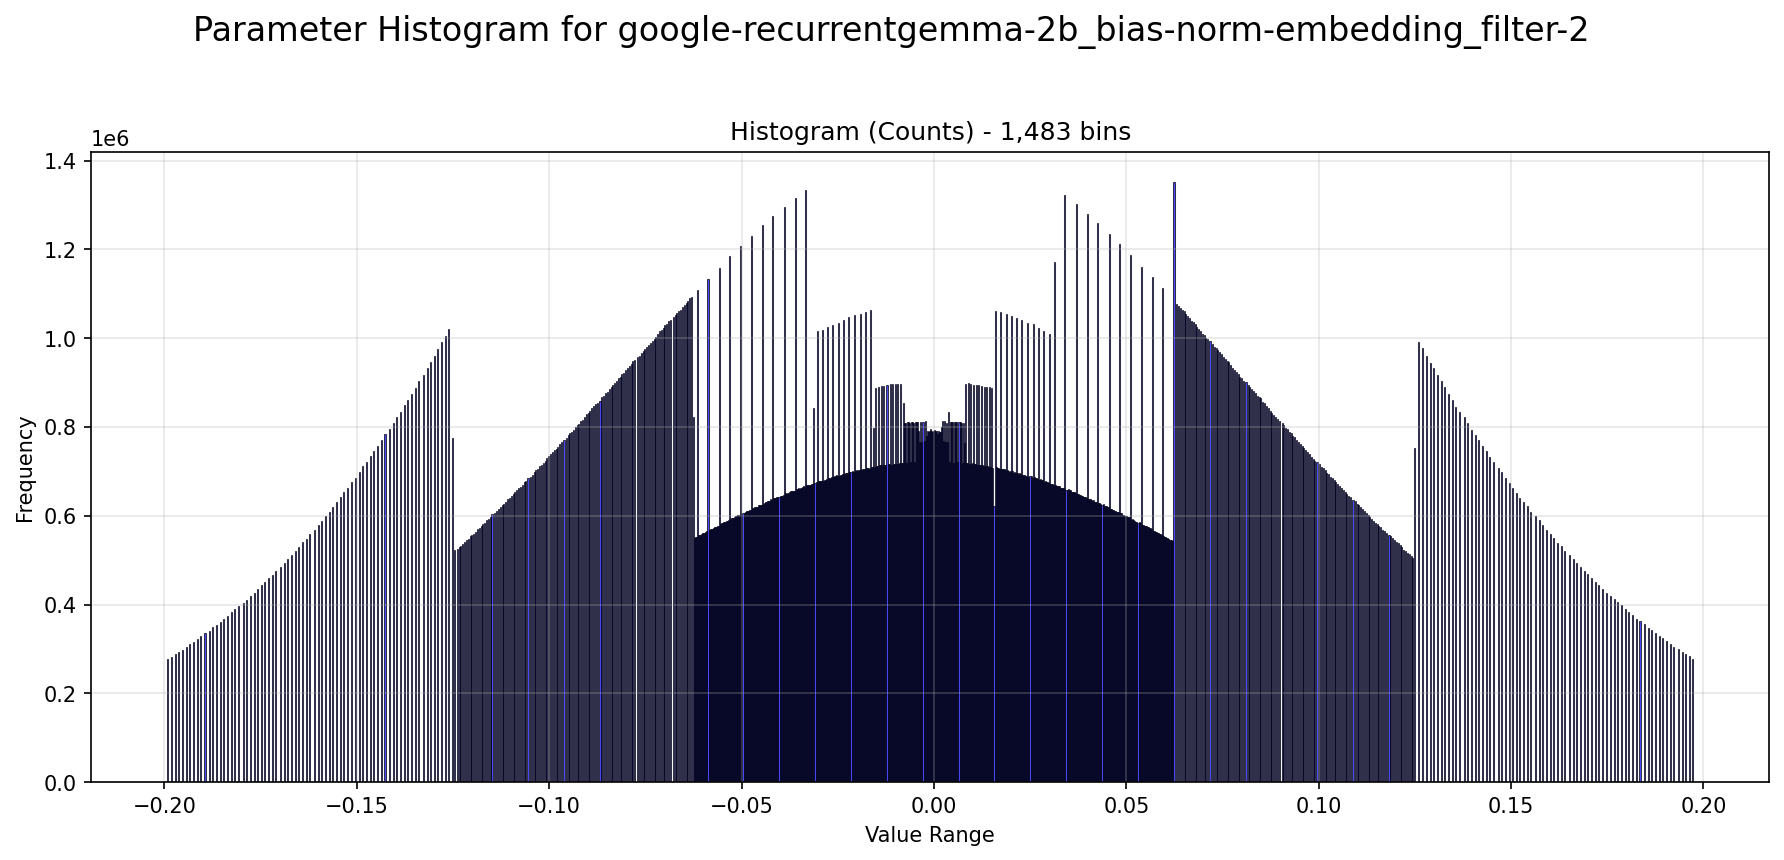 Parameter Histogram for google-recurrentgemma-2b_bias-norm-embedding_filter-2
Histogram (Counts) - 1,483 bins
1e6
1.4
1.2
1.0
0.8
0.6
0.4
0.2
0.0
Frequency
−0.20 −0.15 −0.10 −0.05 0.00 0.05 0.10 0.15 0.20
Value Range